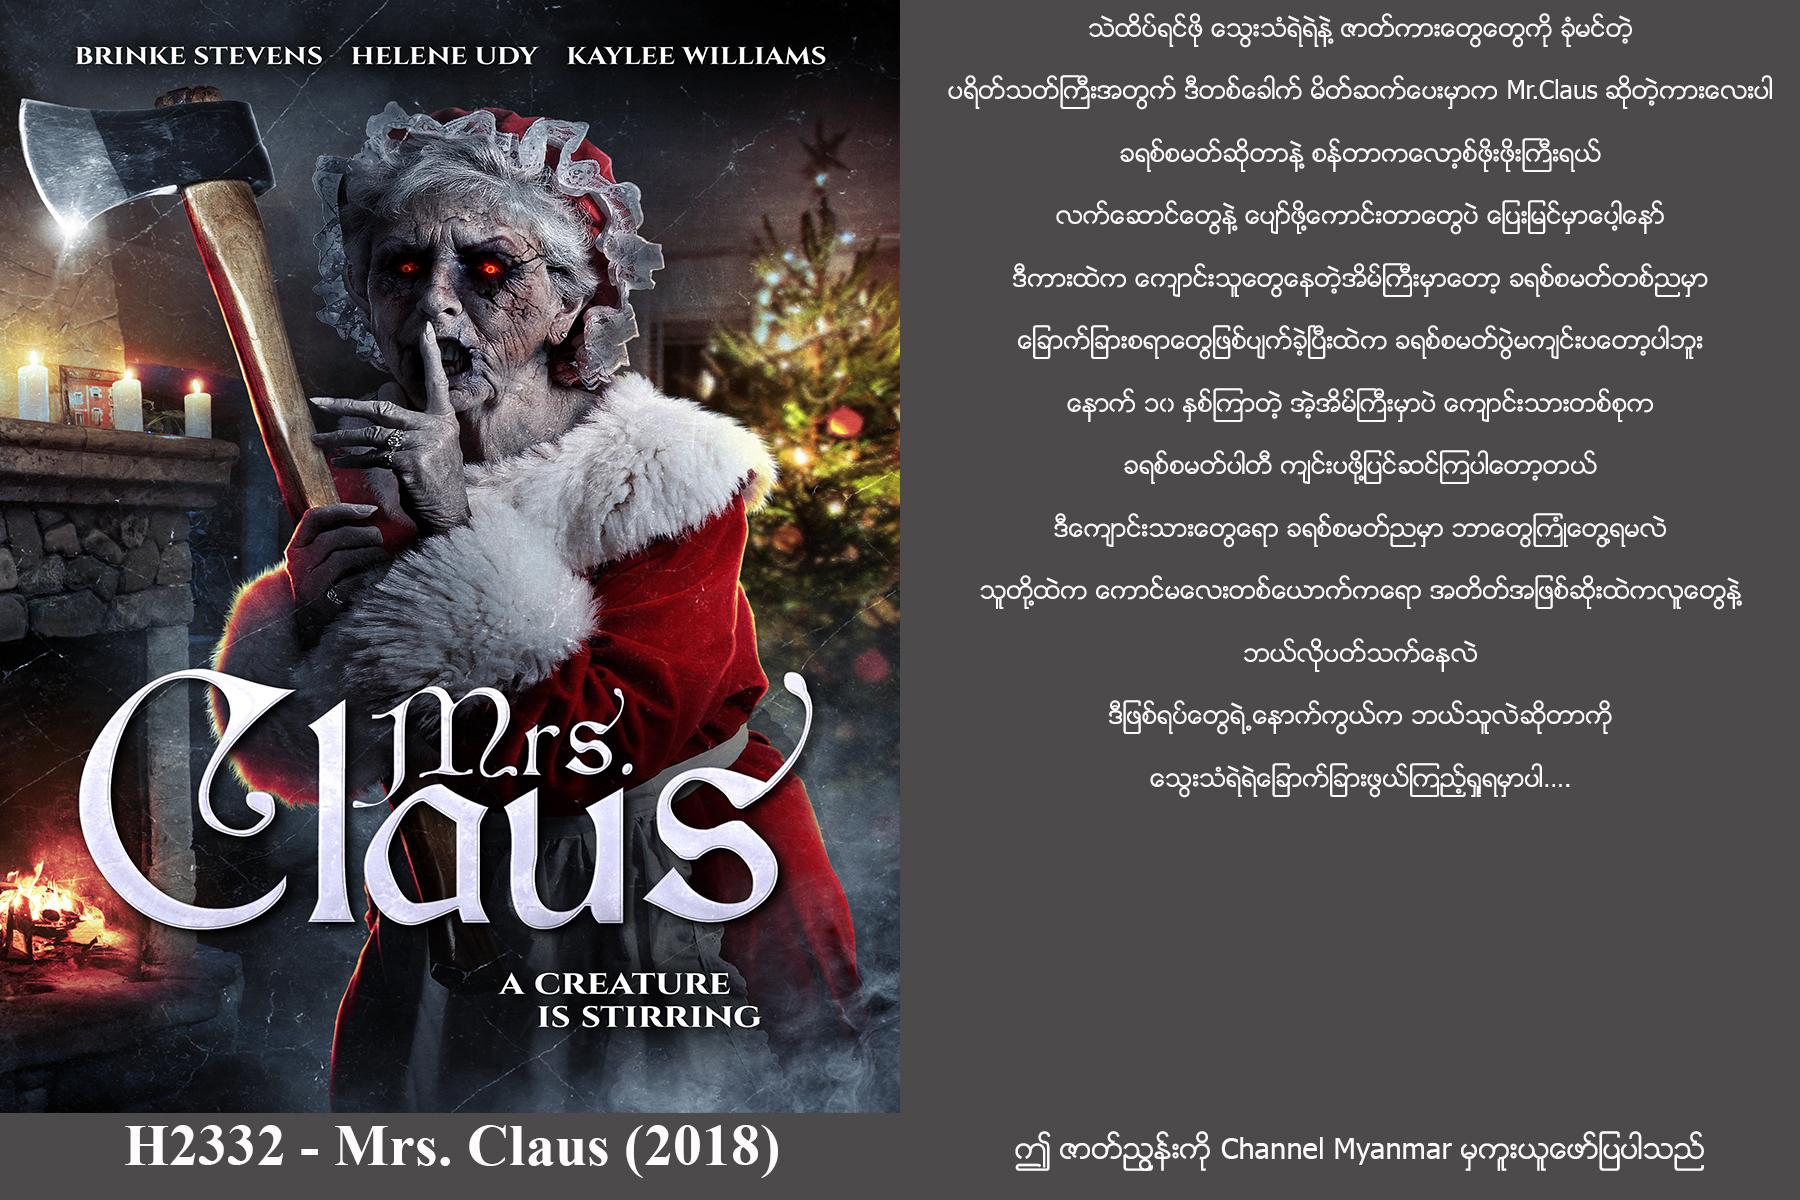 BRINKE STEVENS HELENE UDY KAYLEE WILLIAMS
Mrs.
Claus
A CREATURE
IS STIRRING
H2332 - Mrs. Claus (2018)
သဲထိပ်ရင်ဖို သွေးသံရဲရဲနဲ့ ဇာတ်ကားတွေတွေကို ခုံမင်တဲ့
ပရိတ်သတ်ကြီးအတွက် ဒီတစ်ခေါက် မိတ်ဆက်ပေးမှာက Mr.Claus ဆိုတဲ့ကားလေးပါ
ခရစ်စမတ်ဆိုတာနဲ့ စန်တာကလော့စ်ဖိုးဖိုးကြီးရယ်
လက်ဆောင်တွေနဲ့ ပျော်ဖို့ကောင်းတာတွေပဲ ပြေးမြင်မှာပေါ့နော်
ဒီကားထဲက ကျောင်းသူတွေနေတဲ့အိမ်ကြီးမှာတော့ ခရစ်စမတ်တစ်ညမှာ
ခြောက်ခြားစရာတွေဖြစ်ပျက်ခဲ့ပြီးထဲက ခရစ်စမတ်ပွဲမကျင်းပတော့ပါဘူး
နောက် ၁၀ နှစ်ကြာတဲ့ အဲ့အိမ်ကြီးမှာပဲ ကျောင်းသားတစ်စုက
ခရစ်စမတ်ပါတီ ကျင်းပဖို့ပြင်ဆင်ကြပါတော့တယ်
ဒီကျောင်းသားတွေရော ခရစ်စမတ်ညမှာ ဘာတွေကြုံတွေ့ရမလဲ
သူတို့ထဲက ကောင်မလေးတစ်ယောက်ကရော အတိတ်အဖြစ်ဆိုးထဲကလူတွေနဲ့
ဘယ်လိုပတ်သက်နေလဲ
ဒီဖြစ်ရပ်တွေရဲ့နောက်ကွယ်က ဘယ်သူလဲဆိုတာကို
သွေးသံရဲရဲခြောက်ခြားဖွယ်ကြည့်ရှုရမှာပါ....
ဤ ဇာတ်ညွှန်းကို Channel Myanmar မှကူးယူဖော်ပြပါသည်